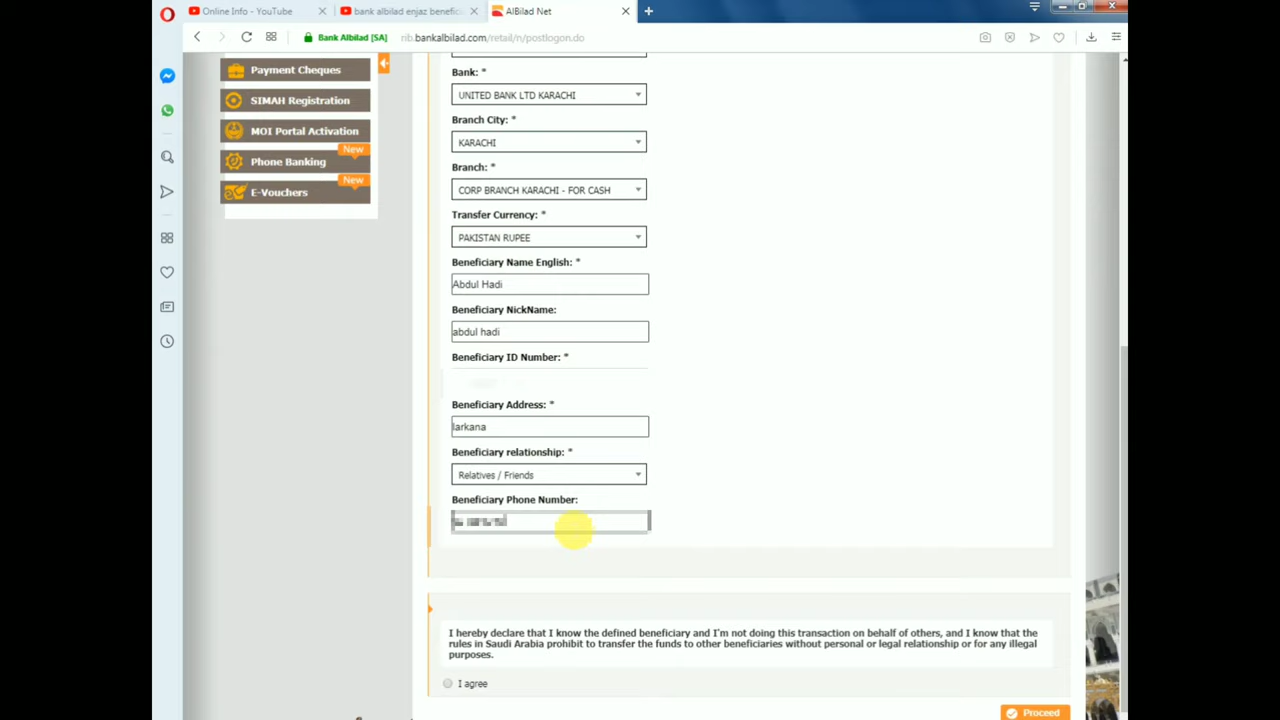 Online Info - YouTube
bank albilad enjaz benefici
AlBilad Net
Bank Albilad [SA]
rib.bankalbilad.com/retail/n/postlogon.do
Payment Cheques
SIMAH Registration
MOI Portal Activation
New
Phone Banking
New
E-Vouchers
Bank: *
UNITED BANK LTD KARACHI
Branch City: *
KARACHI
Branch: *
CORP BRANCH KARACHI - FOR CASH
Transfer Currency: *
PAKISTAN RUPEE
Beneficiary Name English: *
Abdul Hadi
Beneficiary NickName:
abdul hadi
Beneficiary ID Number: *
Beneficiary Address: *
larkana
Beneficiary relationship: *
Relatives / Friends
Beneficiary Phone Number:
I hereby declare that I know the defined beneficiary and I'm not doing this transaction on behalf of others, and I know that the
rules in Saudi Arabia prohibit to transfer the funds to other beneficiaries without personal or legal relationship or for any illegal
purposes.
I agree
Proceed